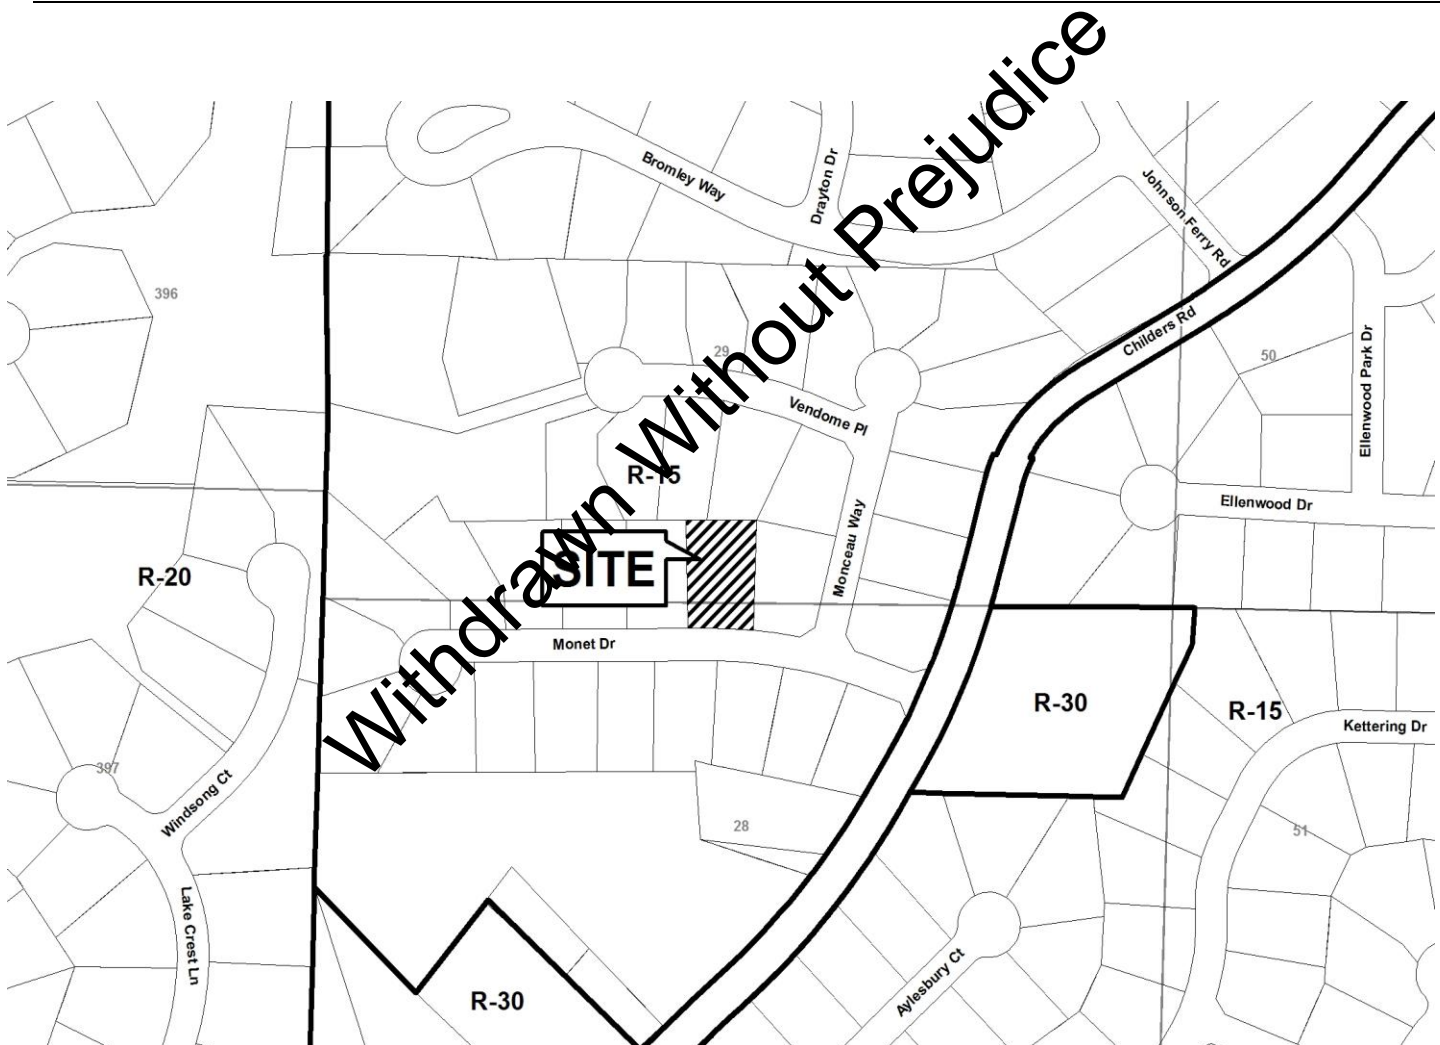 Withdrawn Without Prejudice
Bromley Way
Drayton Dr
Johnson Ferry Rd
396
Childers Rd
29
50
Ellenwood Park Dr
Vendome Pl
R-15
Ellenwood Dr
Monceau Way
SITE
R-20
Monet Dr
R-30
R-15
Kettering Dr
397
Windsong Ct
28
51
Lake Crest Ln
Aylesbury Ct
R-30